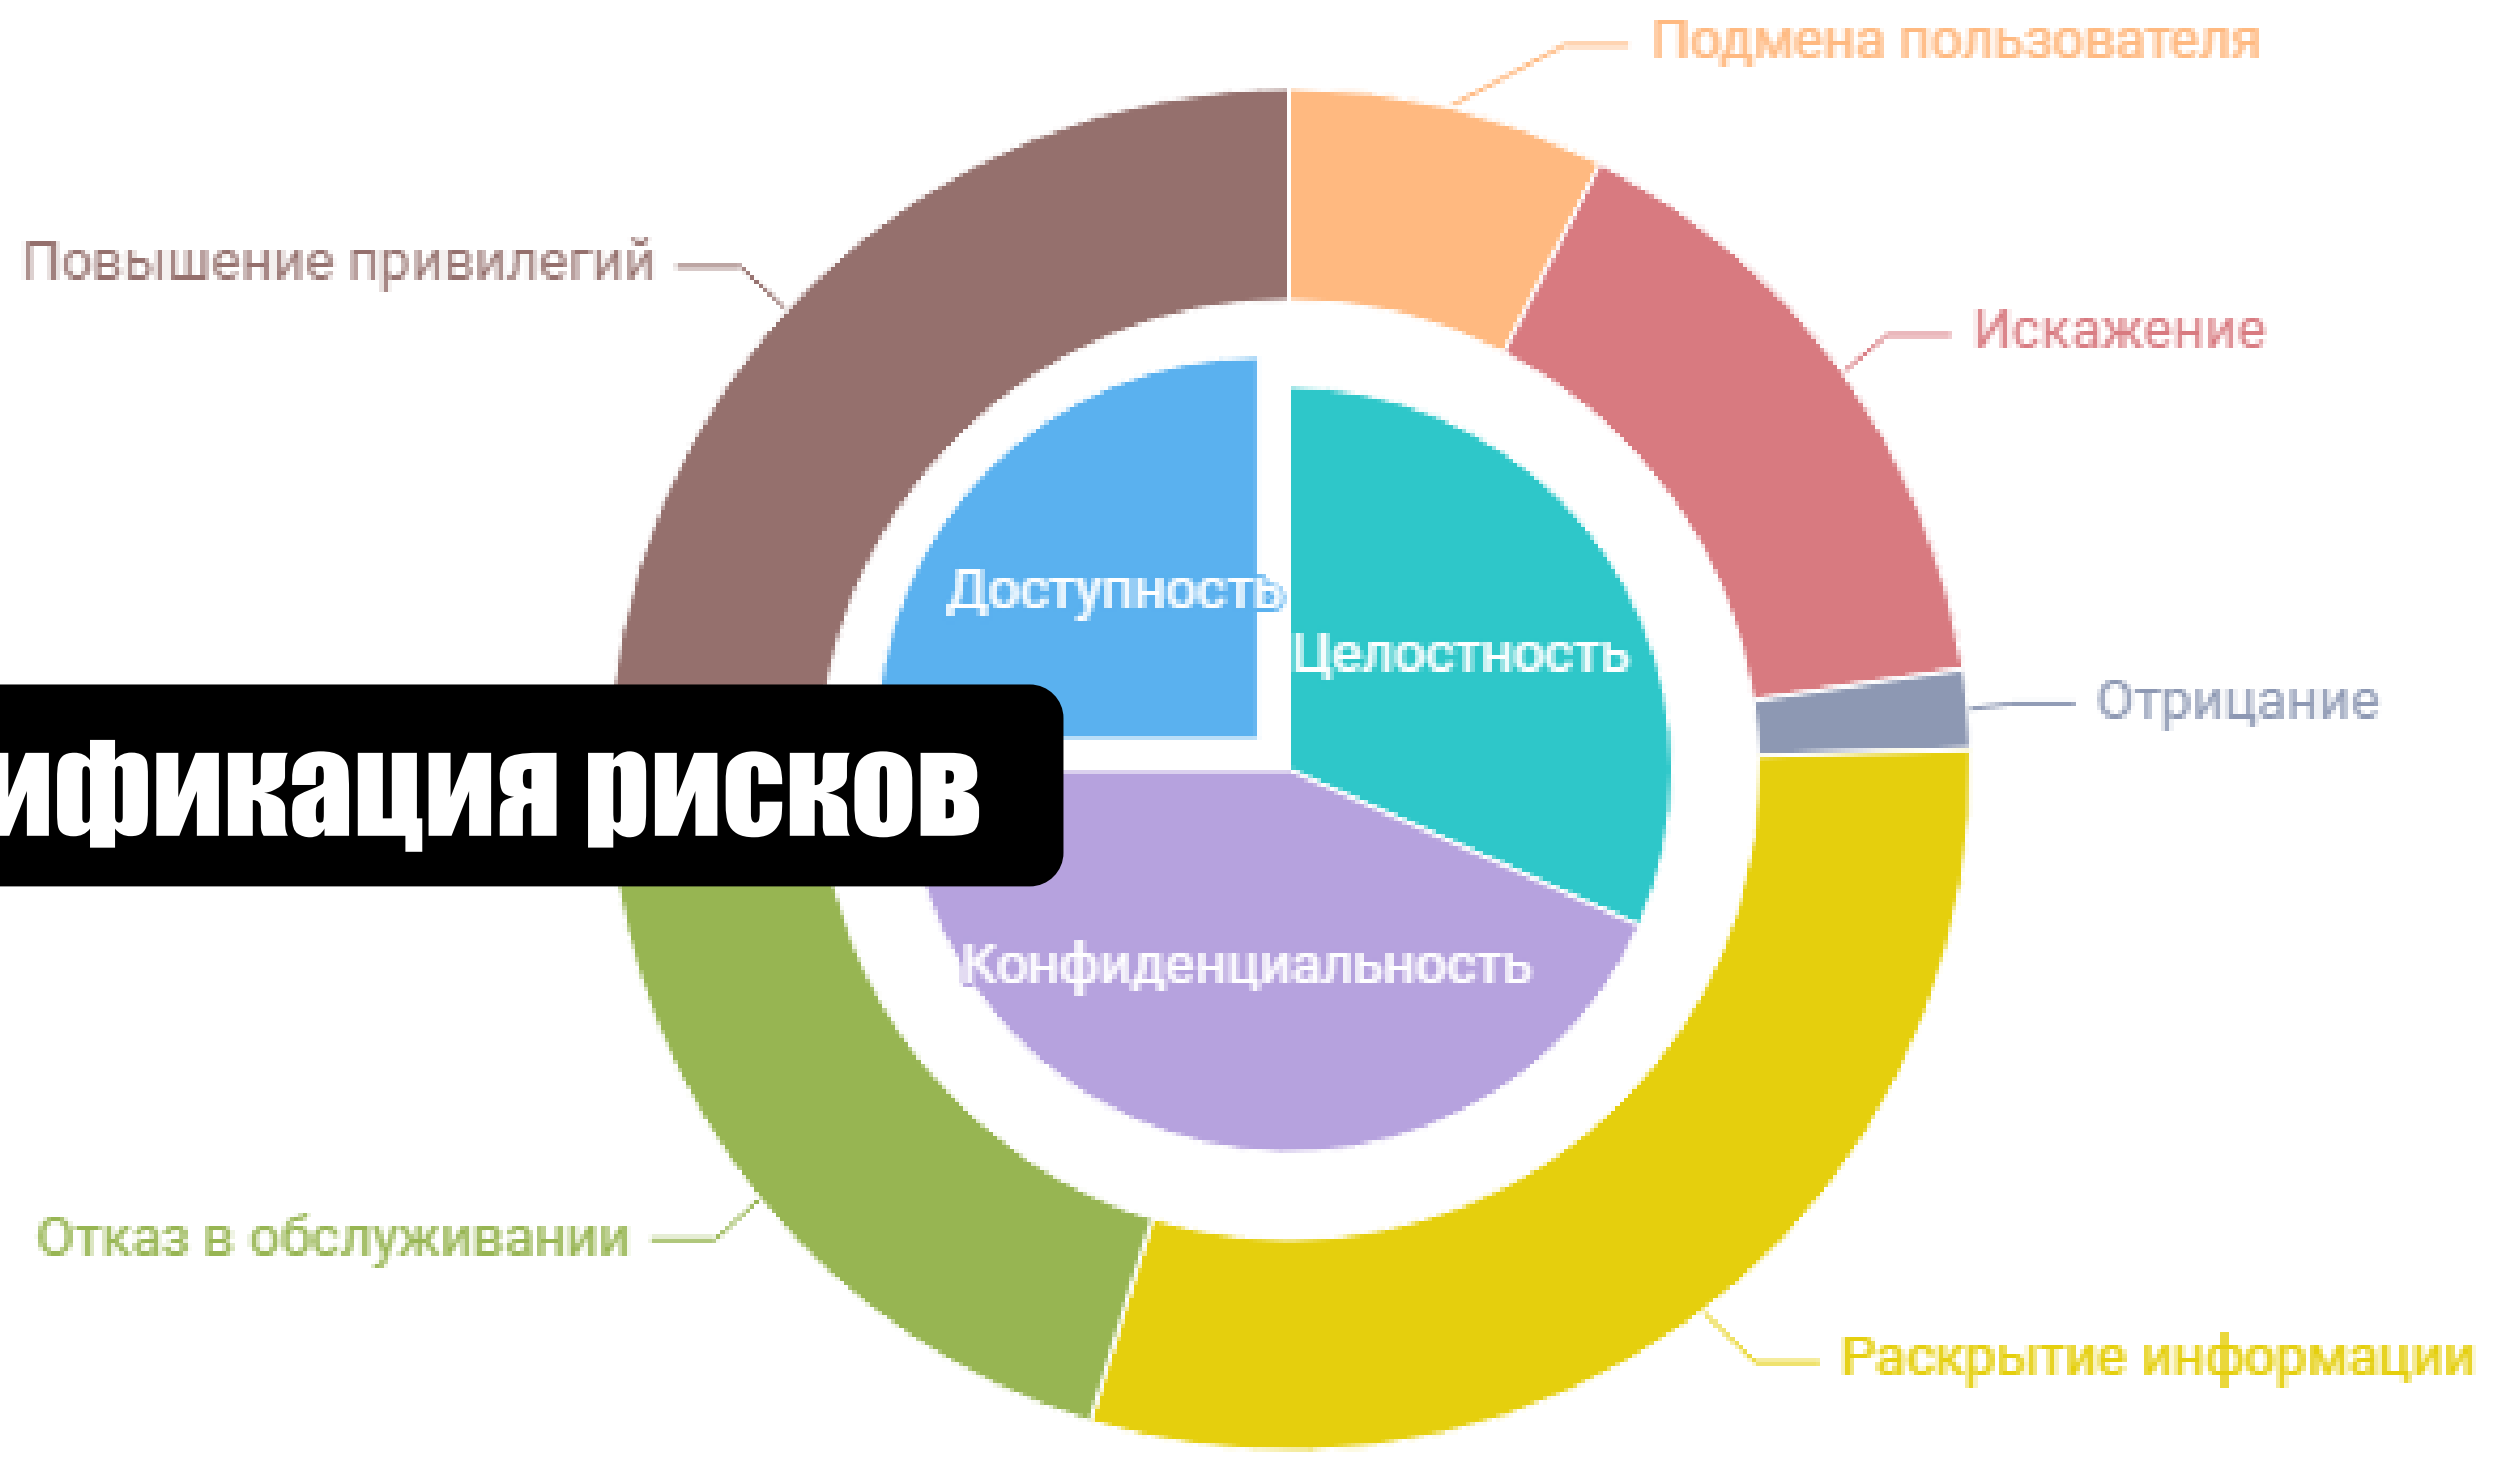 Подмена пользователя
Повышение привилегий
Искажение
Доступность
Целостность
Отрицание
ификация рисков
Конфиденциальность
Отказ в обслуживании
Раскрытие информации